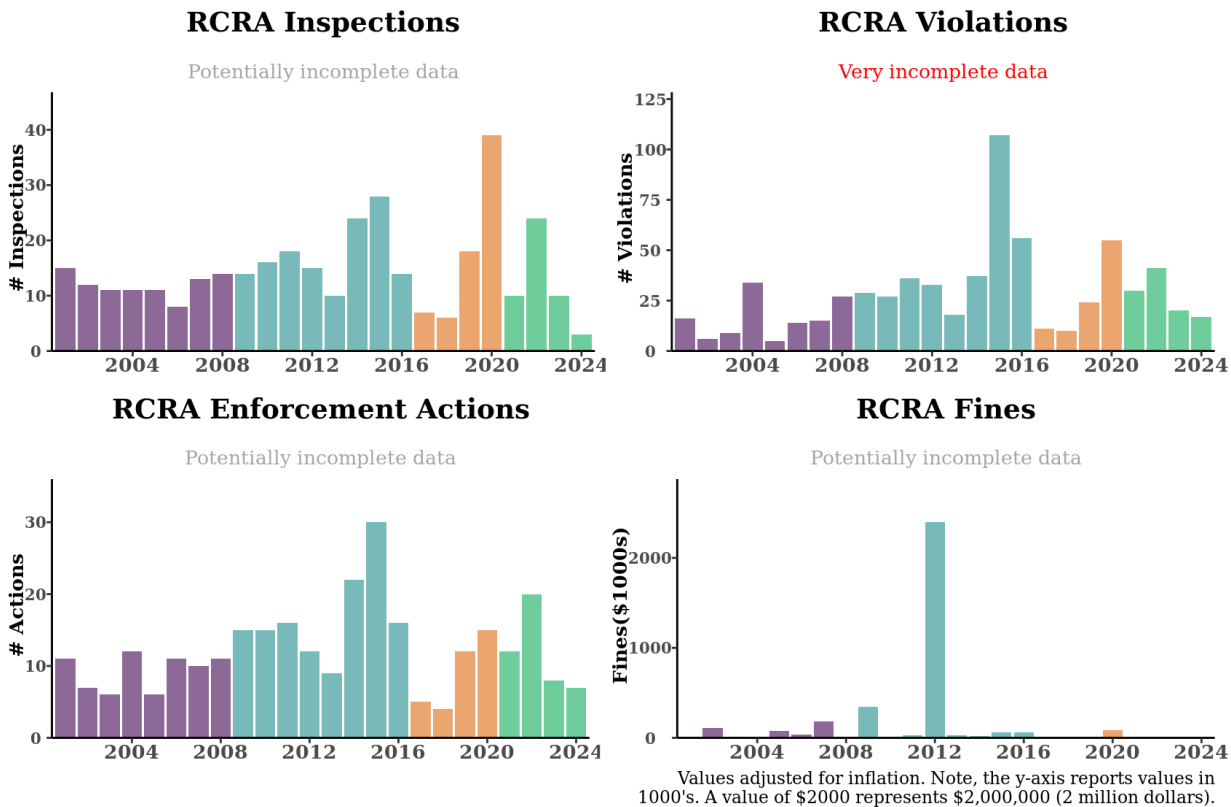 RCRA Inspections
Potentially incomplete data
# Inspections
40
30
20
10
0
2004 2008 2012 2016 2020 2024
RCRA Violations
Very incomplete data
# Violations
125
100
75
50
25
0
2004 2008 2012 2016 2020 2024
RCRA Enforcement Actions
Potentially incomplete data
# Actions
30
20
10
0
2004 2008 2012 2016 2020 2024
RCRA Fines
Potentially incomplete data
Fines($1000s)
2000
1000
0
2004 2008 2012 2016 2020 2024
Values adjusted for inflation. Note, the y-axis reports values in
1000's. A value of $2000 represents $2,000,000 (2 million dollars).